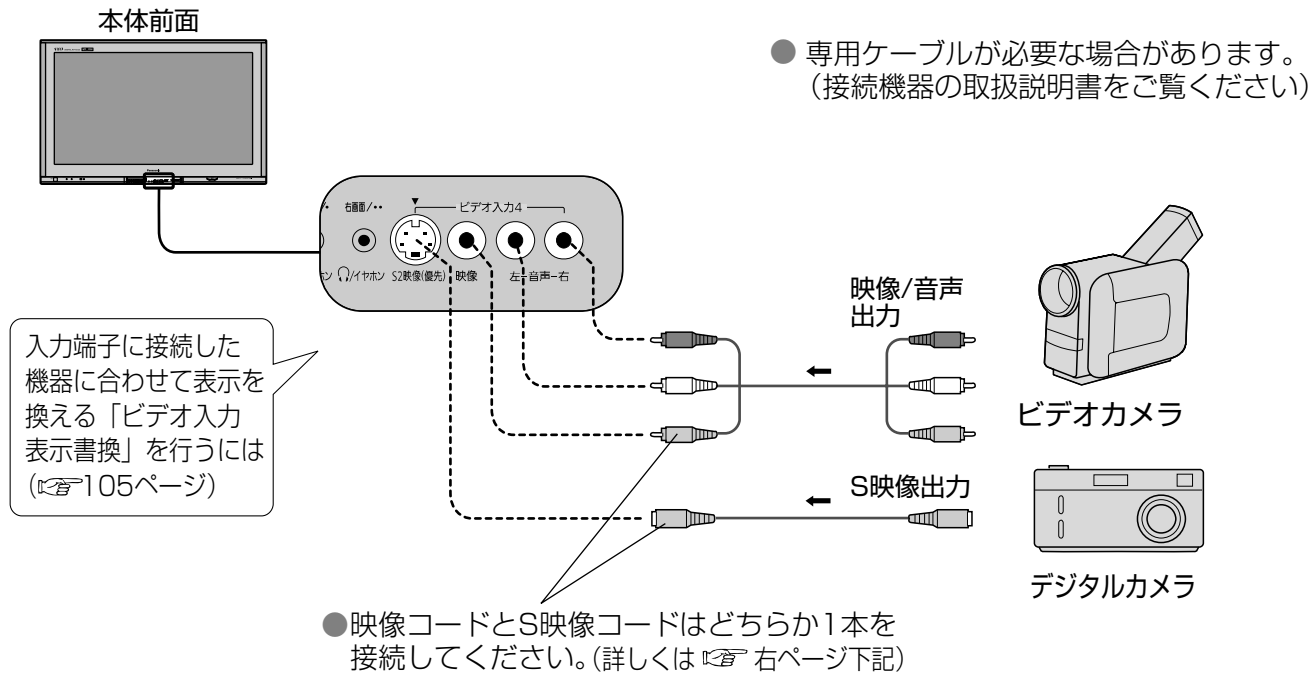 本体前面
● 専用ケーブルが必要な場合があります。
（接続機器の取扱説明書をご覧ください）
Panasonic
右画面/••
ビデオ入力4
ホン
/イヤホン
S2映像(優先)
映像
左-音声-右
入力端子に接続した
機器に合わせて表示を
換える「ビデオ入力
表示書換」を行うには
（☞105ページ）
映像/音声
出力
ビデオカメラ
S映像出力
デジタルカメラ
●映像コードとS映像コードはどちらか1本を
接続してください。（詳しくは ☞ 右ページ下記）